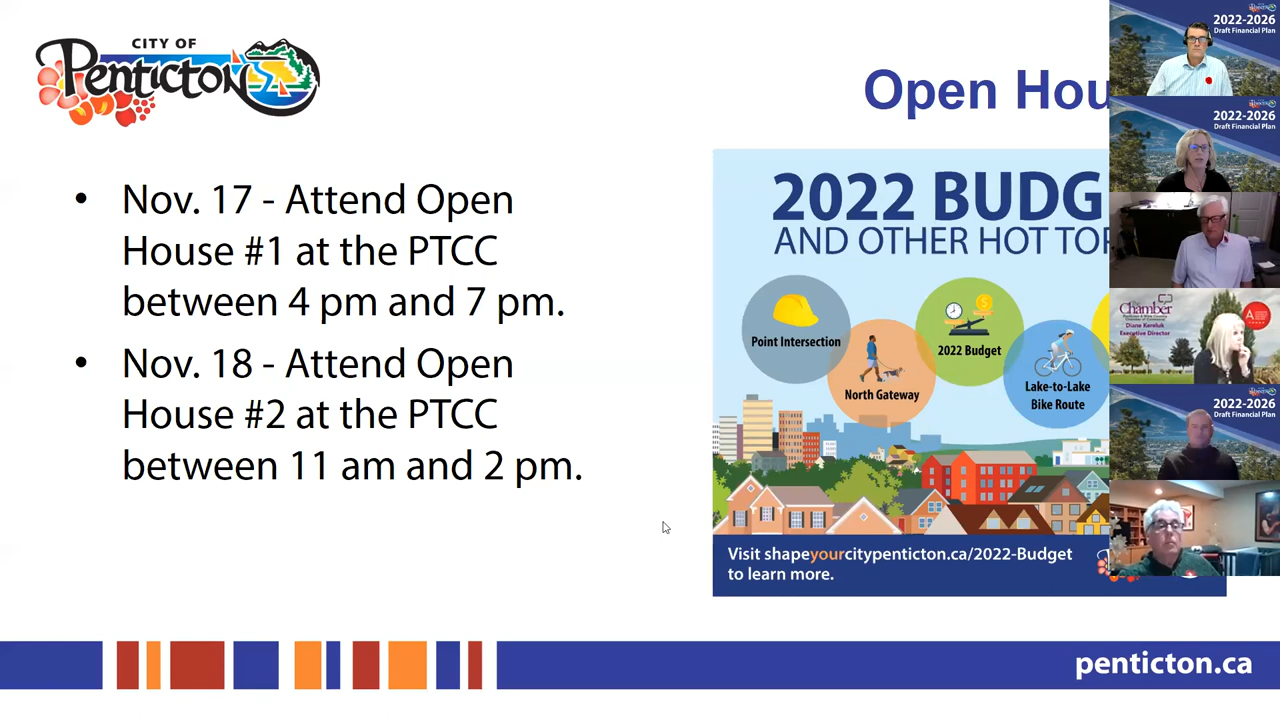 CITY OF
Penticton
Open Hou
• Nov. 17 - Attend Open
House #1 at the PTCC
between 4 pm and 7 pm.
• Nov. 18 - Attend Open
House #2 at the PTCC
between 11 am and 2 pm.
2022 BUDG
AND OTHER HOT TOP
Point Intersection
North Gateway
2022 Budget
Lake-to-Lake
Bike Route
Visit shapeyourcitypenticton.ca/2022-Budget
to learn more.
penticton.ca
2022-2026
Draft Financial Plan
2022-2026
Draft Financial Plan
Chamber
Diane Kereluk
Executive Director
2022-2026
Draft Financial Plan